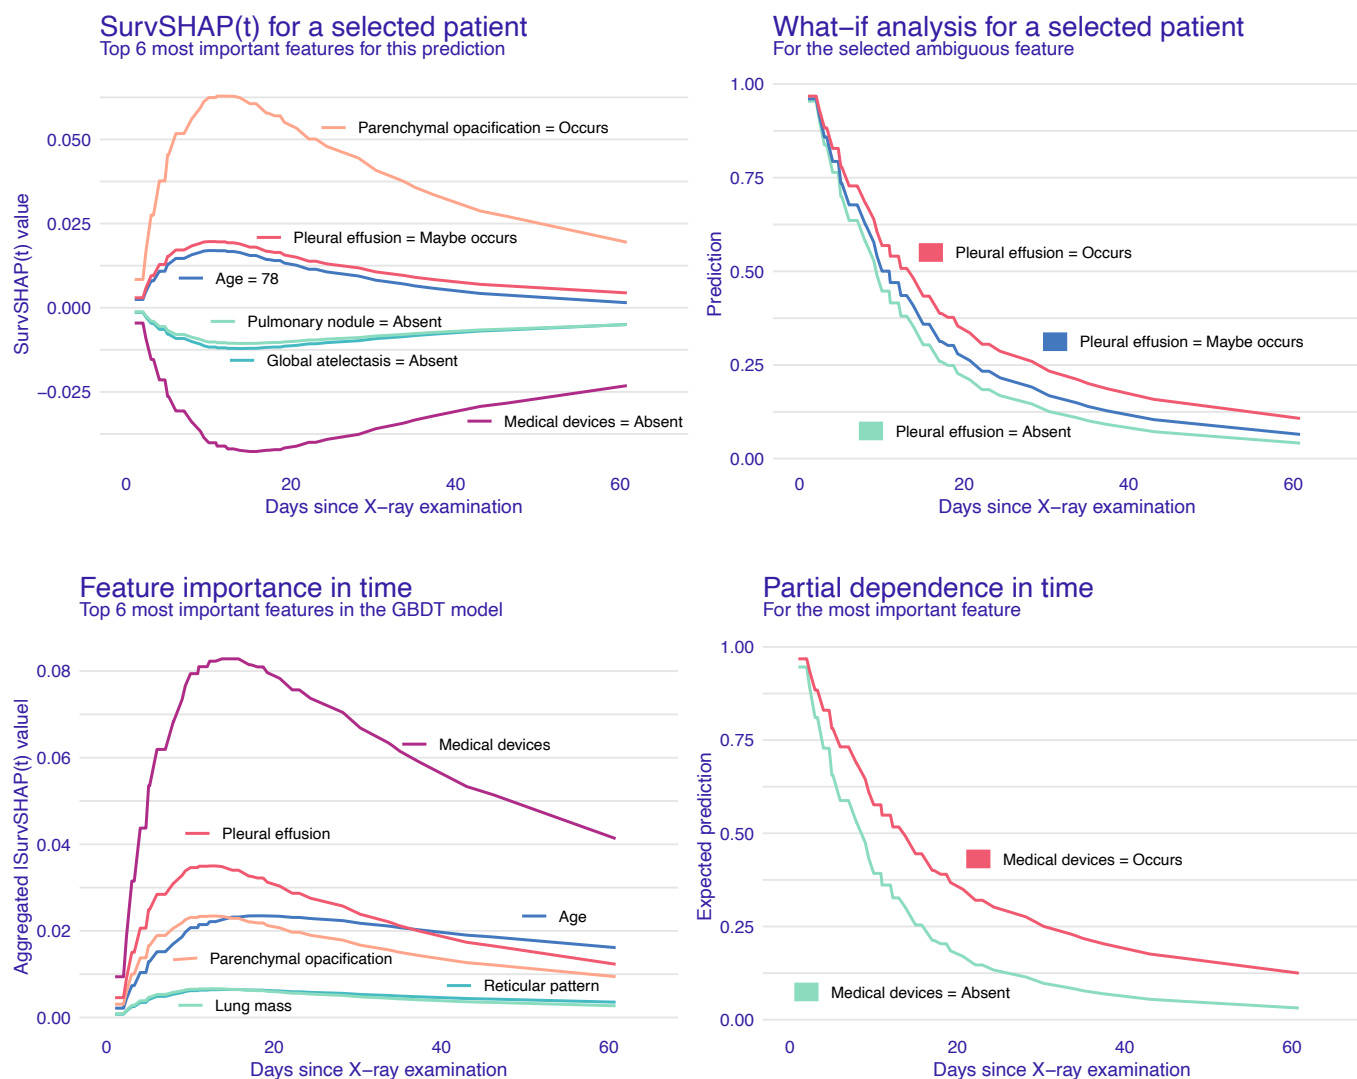 SurvSHAP(t) for a selected patient
Top 6 most important features for this prediction
0.050
0.025
0.000
−0.025
SurvSHAP(t) value
Parenchymal opacification = Occurs
Pleural effusion = Maybe occurs
Age = 78
Pulmonary nodule = Absent
Global atelectasis = Absent
Medical devices = Absent
0
20
40
60
Days since X−ray examination
What−if analysis for a selected patient
For the selected ambiguous feature
1.00
0.75
0.50
0.25
0.00
Prediction
Pleural effusion = Occurs
Pleural effusion = Maybe occurs
Pleural effusion = Absent
0
20
40
60
Days since X−ray examination
Feature importance in time
Top 6 most important features in the GBDT model
0.08
0.06
0.04
0.02
0.00
Aggregated |SurvSHAP(t) value|
Medical devices
Pleural effusion
Age
Parenchymal opacification
Reticular pattern
Lung mass
0
20
40
60
Days since X−ray examination
Partial dependence in time
For the most important feature
1.00
0.75
0.50
0.25
0.00
Expected prediction
Medical devices = Occurs
Medical devices = Absent
0
20
40
60
Days since X−ray examination